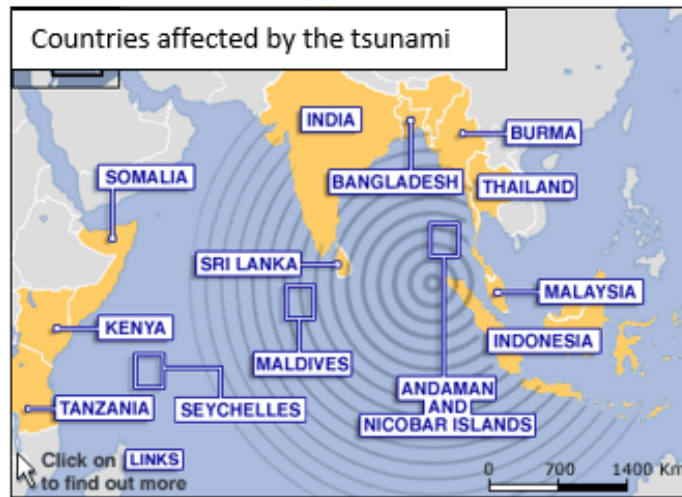 Countries affected by the tsunami
INDIA
BURMA
BANGLADESH
THAILAND
SOMALIA
SRI LANKA
MALAYSIA
KENYA
MALDIVES
INDONESIA
ANDAMAN
AND
NICOBAR ISLANDS
TANZANIA
SEYCHELLES
Click on LINKS
to find out more
0 700 1400 Km